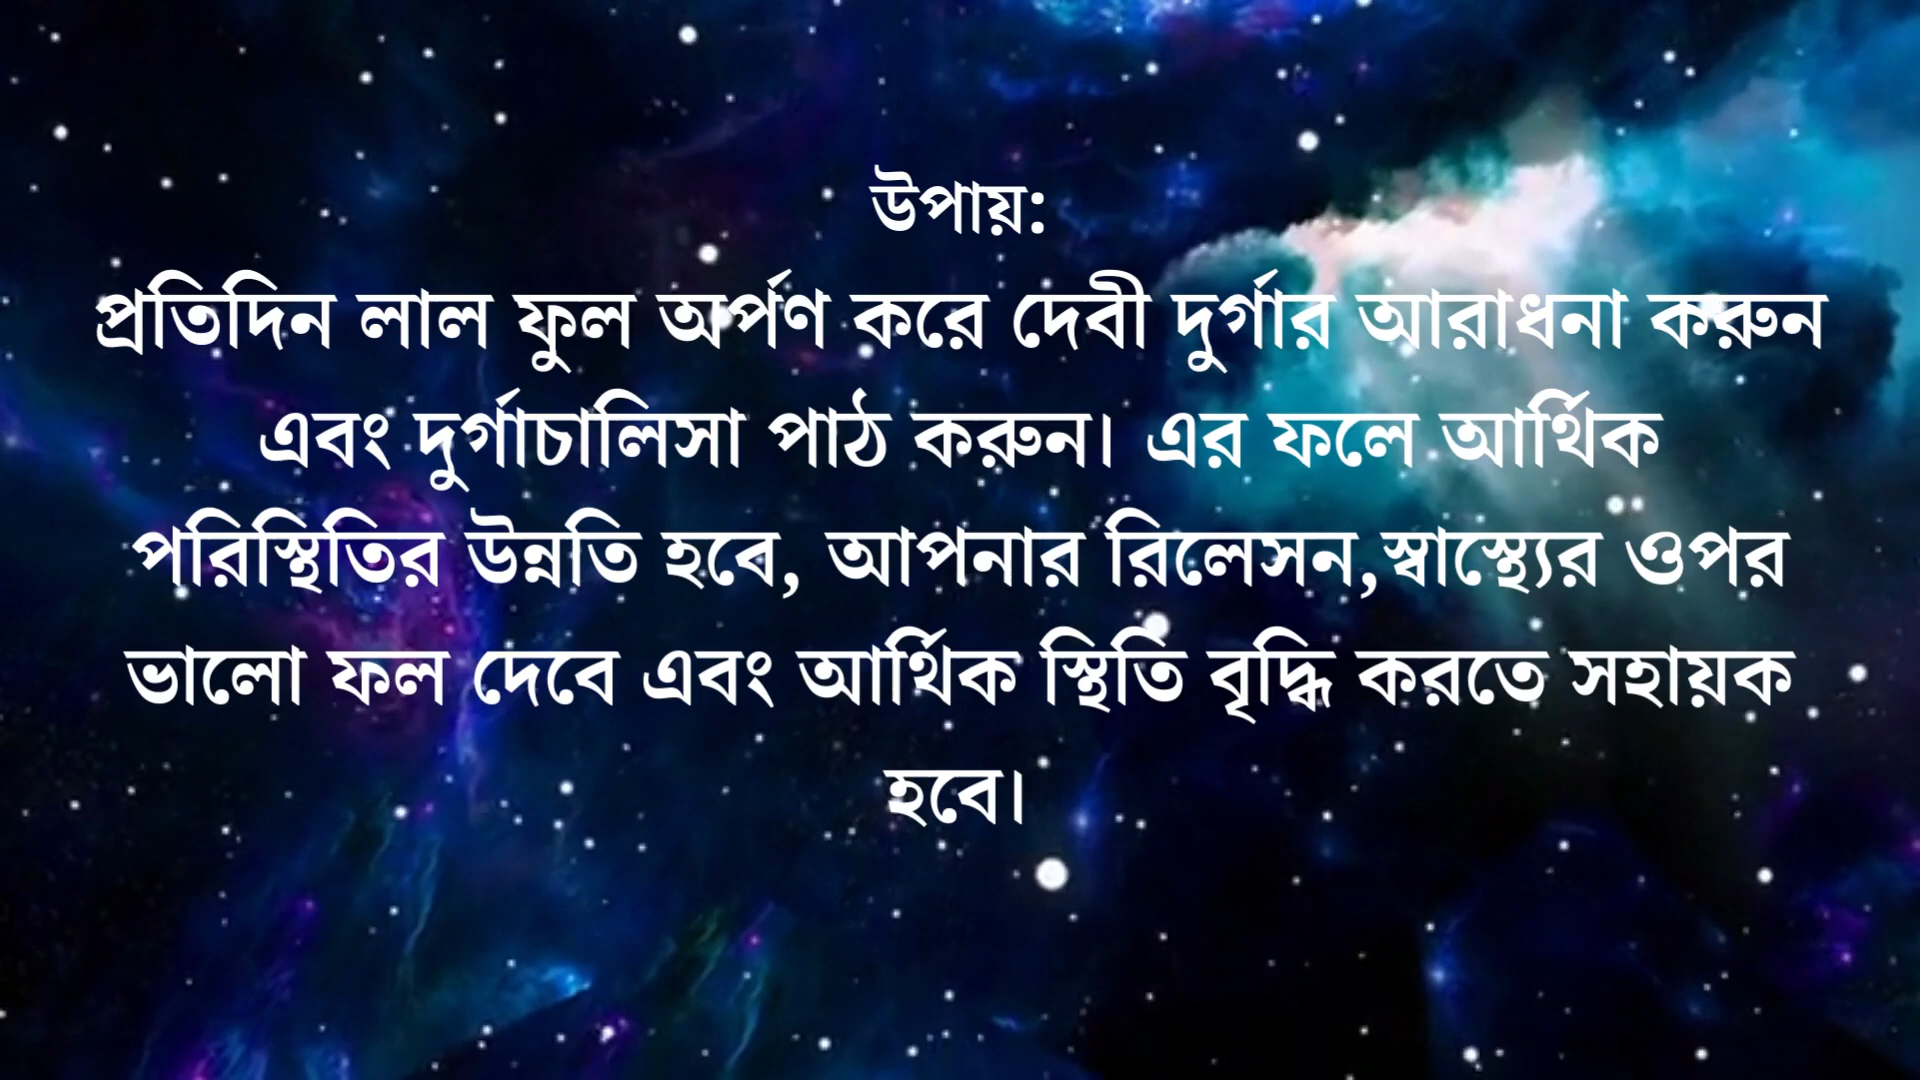 উপায়:
প্রতিদিন লাল ফুল অর্পণ করে দেবী দুর্গার আরাধনা করুন
এবং দুর্গাচালিসা পাঠ করুন। এর ফলে আর্থিক
পরিস্থিতির উন্নতি হবে, আপনার রিলেসন,স্বাস্থ্যের ওপর
ভালো ফল দেবে এবং আর্থিক স্থিতি বৃদ্ধি করতে সহায়ক
হবে।